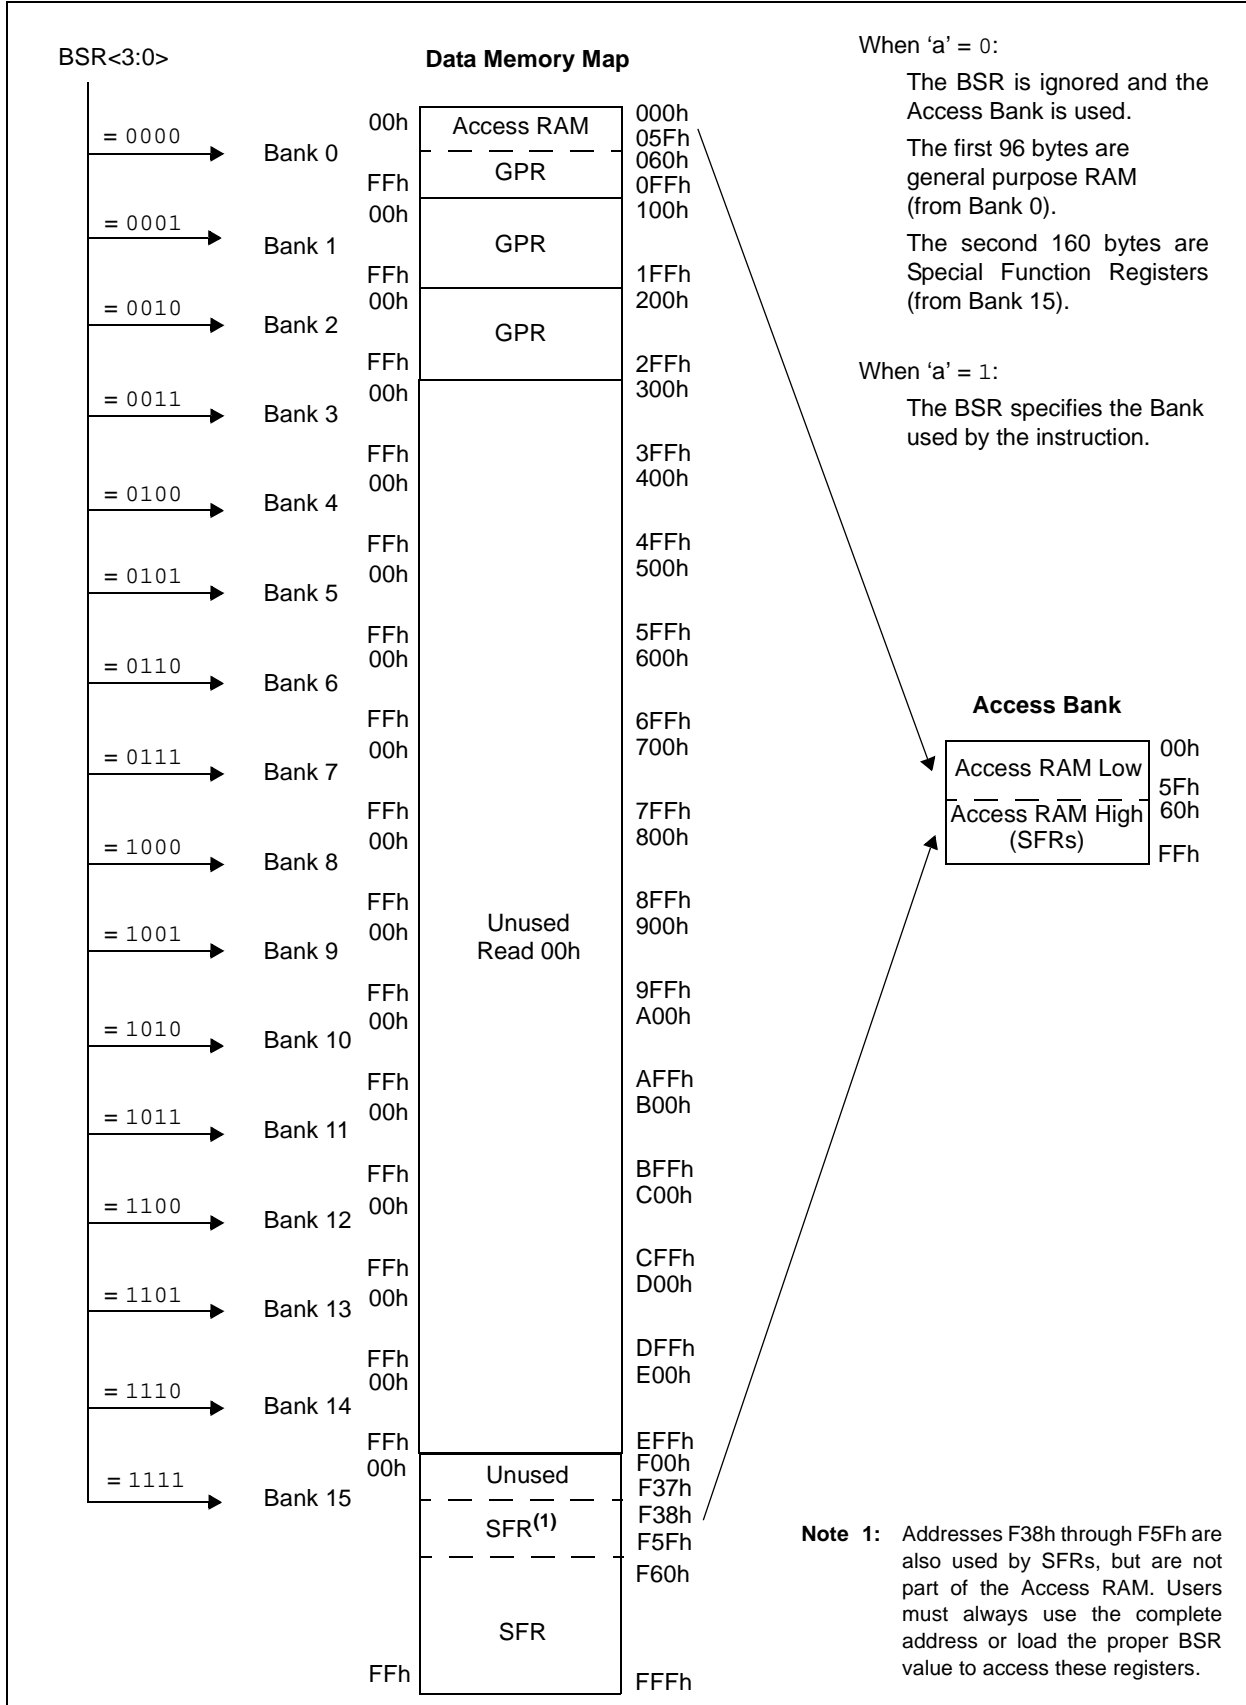 BSR<3:0>
Data Memory Map
= 0000
Bank 0
00h
FFh
Access RAM
GPR
000h
05Fh
060h
0FFh
= 0001
Bank 1
00h
FFh
GPR
100h
1FFh
= 0010
Bank 2
00h
FFh
GPR
200h
2FFh
= 0011
Bank 3
00h
FFh
300h
3FFh
= 0100
Bank 4
00h
FFh
400h
4FFh
= 0101
Bank 5
00h
FFh
500h
5FFh
= 0110
Bank 6
00h
FFh
600h
6FFh
= 0111
Bank 7
00h
FFh
700h
7FFh
= 1000
Bank 8
00h
FFh
800h
8FFh
= 1001
Bank 9
00h
FFh
Unused
Read 00h
900h
9FFh
= 1010
Bank 10
00h
FFh
A00h
AFFh
= 1011
Bank 11
00h
FFh
B00h
BFFh
= 1100
Bank 12
00h
FFh
C00h
CFFh
= 1101
Bank 13
00h
FFh
D00h
DFFh
= 1110
Bank 14
00h
FFh
E00h
EFFh
= 1111
Bank 15
00h
FFh
Unused
SFR(1)
SFR
F00h
F37h
F38h
F5Fh
F60h
FFFh
When ‘a’ = 0:
The BSR is ignored and the
Access Bank is used.
The first 96 bytes are
general purpose RAM
(from Bank 0).
The second 160 bytes are
Special Function Registers
(from Bank 15).
When ‘a’ = 1:
The BSR specifies the Bank
used by the instruction.
Access Bank
Access RAM Low
Access RAM High
(SFRs)
00h
5Fh
60h
FFh
Note 1: Addresses F38h through F5Fh are
also used by SFRs, but are not
part of the Access RAM. Users
must always use the complete
address or load the proper BSR
value to access these registers.